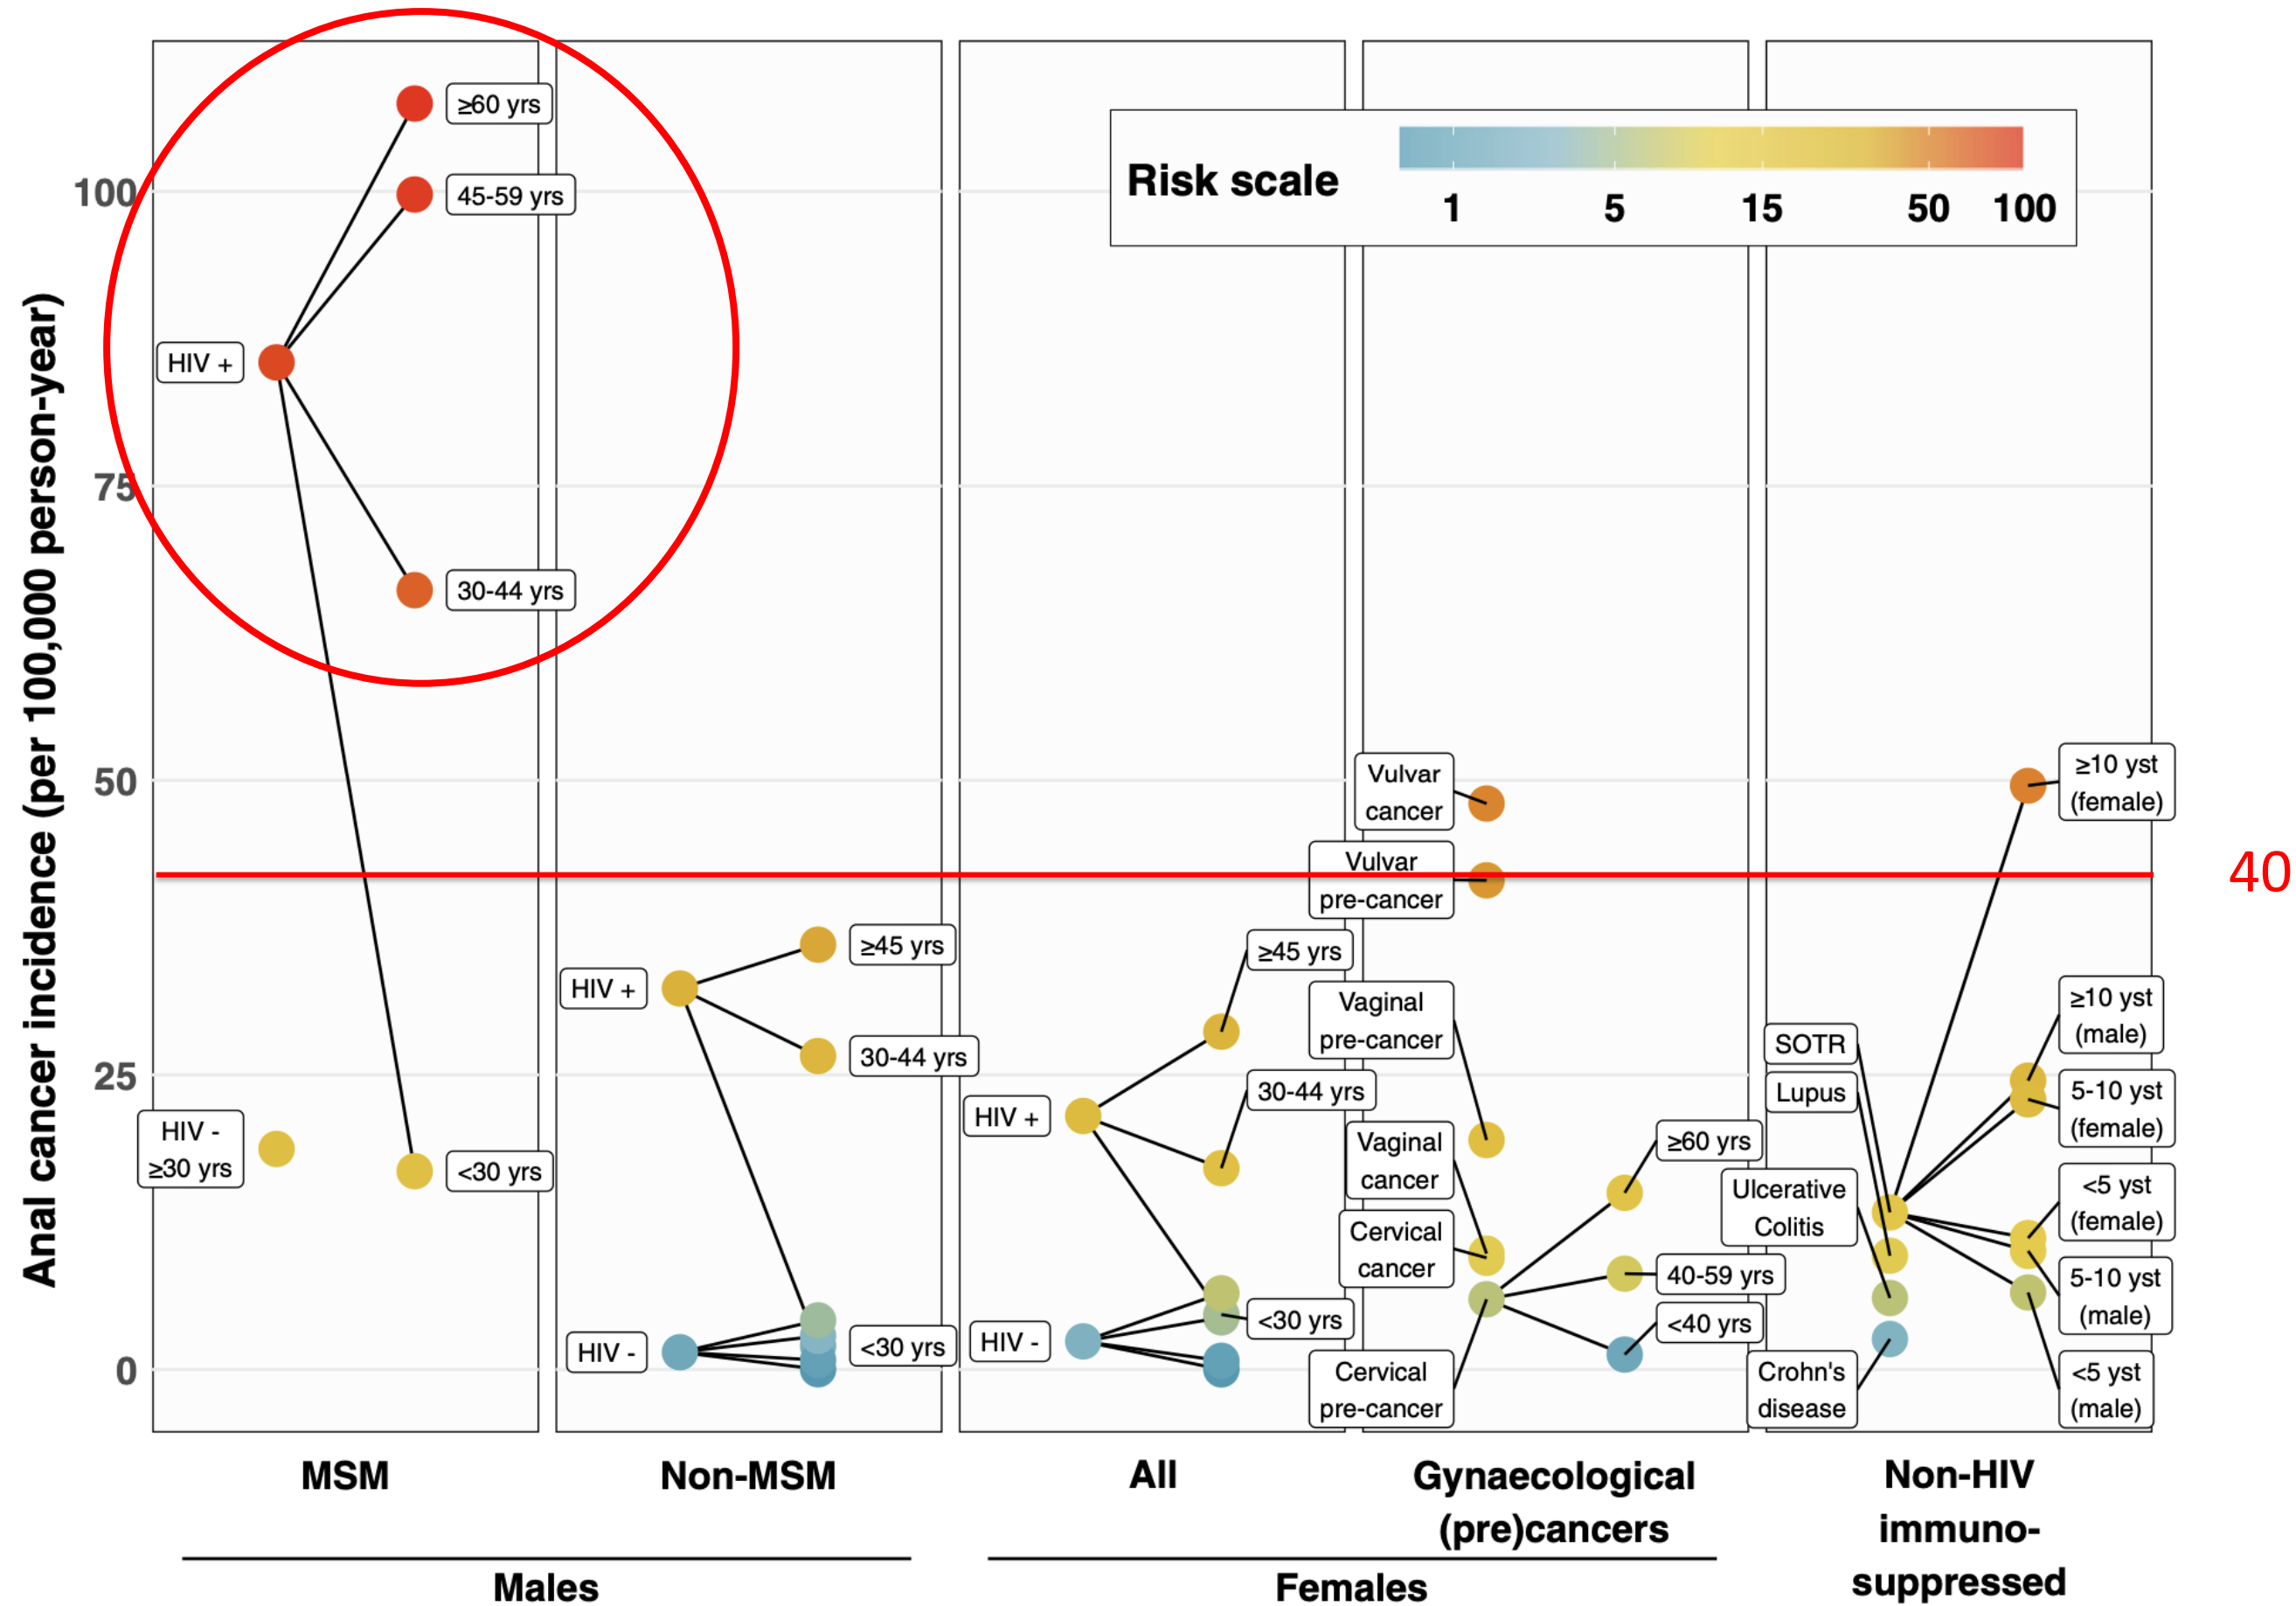 Anal cancer incidence (per 100,000 person-year)
100
75
50
25
0
≥60 yrs
45-59 yrs
HIV +
30-44 yrs
HIV -
≥30 yrs
<30 yrs
HIV +
≥45 yrs
30-44 yrs
HIV -
<30 yrs
HIV +
≥45 yrs
30-44 yrs
HIV -
<30 yrs
Risk scale
1 5 15 50 100
Vulvar
cancer
Vulvar
pre-cancer
Vaginal
pre-cancer
Vaginal
cancer
Cervical
cancer
Cervical
pre-cancer
≥60 yrs
40-59 yrs
<40 yrs
SOTR
Lupus
Ulcerative
Colitis
Crohn's
disease
≥10 yst
(female)
≥10 yst
(male)
5-10 yst
(female)
<5 yst
(female)
5-10 yst
(male)
<5 yst
(male)
40
MSM
Non-MSM
All
Gynaecological
(pre)cancers
Non-HIV
immuno-
suppressed
Males
Females